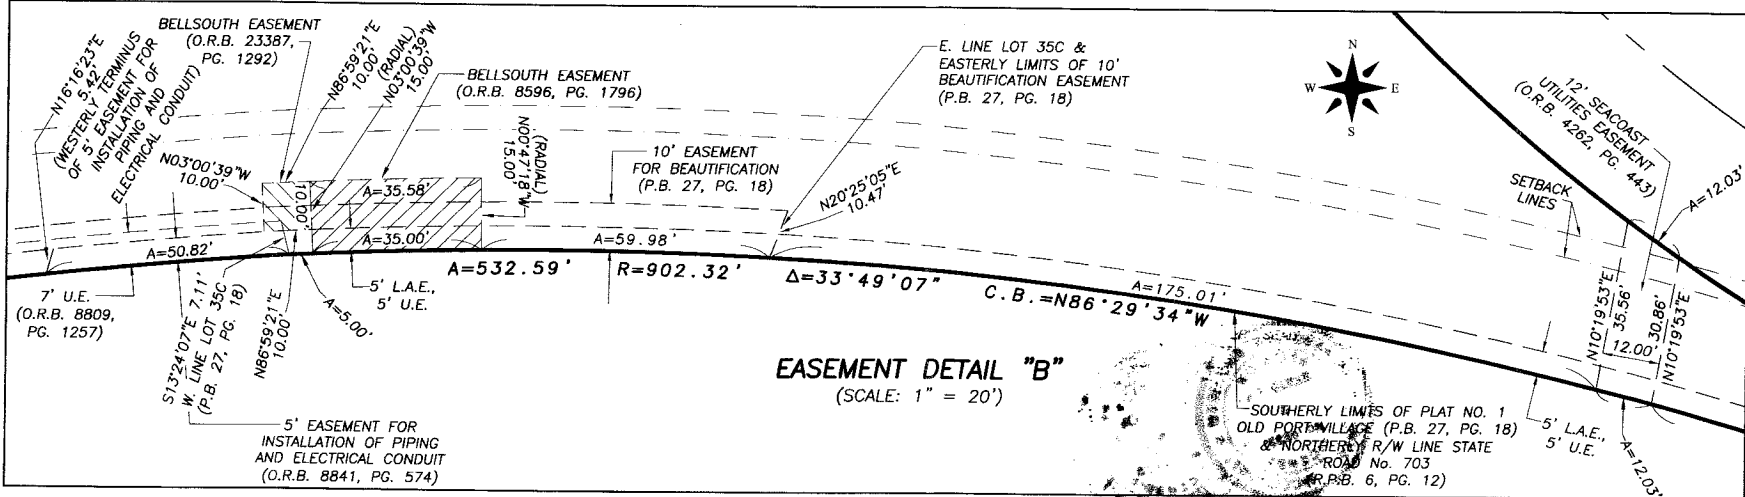 BELLSOUTH EASEMENT
(O.R.B. 23387,
PG. 1292)
N16°16'23"E
5.42'
(WESTERLY TERMINUS
OF 5' EASEMENT FOR
INSTALLATION OF
PIPING AND
ELECTRICAL CONDUIT)
N86°59'21"E
10.00'
(RADIAL)
N03°00'39"W
15.00'
BELLSOUTH EASEMENT
(O.R.B. 8596, PG. 1796)
E. LINE LOT 35C &
EASTERLY LIMITS OF 10'
BEAUTIFICATION EASEMENT
(P.B. 27, PG. 18)
N
W
E
S
12' SEACOAST
UTILITIES EASEMENT
(O.R.B. 4262, PG. 443)
A=12.03'
SETBACK
LINES
N03°00'39"W
10.00'
10.00'
A=35.58'
(RADIAL)
N00°47'18"W
15.00'
10' EASEMENT
FOR BEAUTIFICATION
(P.B. 27, PG. 18)
N20°25'05"E
10.47'
A=50.82'
A=35.00'
A=59.98'
A=532.59'
R=902.32'
Δ=33°49'07"
C.B.=N86°29'34"W
A=175.01'
7' U.E.
(O.R.B. 8809,
PG. 1257)
S13°24'07"E 7.11'
W. LINE LOT 35C
(P.B. 27, PG. 18)
N86°59'21"E
10.00'
A=5.00'
5' L.A.E.,
5' U.E.
N10°19'53"E
35.56'
12.00'
30.86'
N10°19'53"E
EASEMENT DETAIL "B"
(SCALE: 1" = 20')
5' EASEMENT FOR
INSTALLATION OF PIPING
AND ELECTRICAL CONDUIT
(O.R.B. 8841, PG. 574)
SOUTHERLY LIMITS OF PLAT NO. 1
OLD PORT VILLAGE (P.B. 27, PG. 18)
& NORTHERLY R/W LINE STATE
ROAD No. 703
(R.P.B. 6, PG. 12)
5' L.A.E.,
5' U.E.
A=12.03'